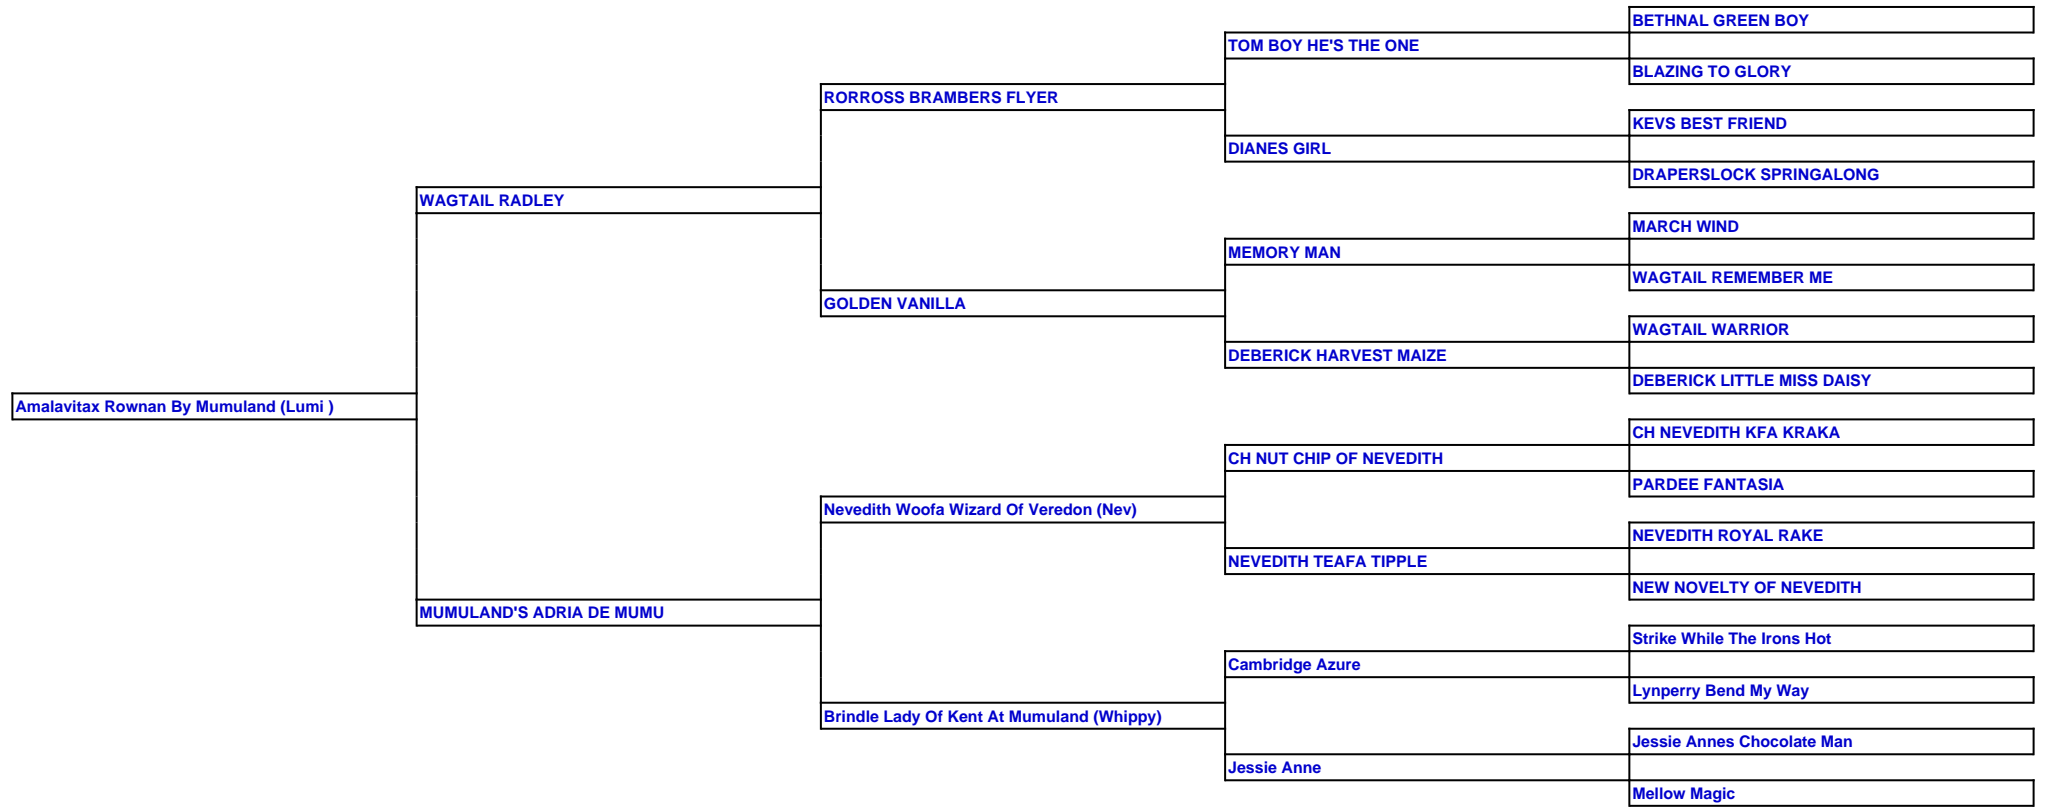 BETHNAL GREEN BOY
TOM BOY HE'S THE ONE
BLAZING TO GLORY
RORROSS BRAMBERS FLYER
KEVS BEST FRIEND
DIANES GIRL
DRAPERSLOCK SPRINGALONG
WAGTAIL RADLEY
MARCH WIND
MEMORY MAN
WAGTAIL REMEMBER ME
GOLDEN VANILLA
WAGTAIL WARRIOR
DEBERICK HARVEST MAIZE
DEBERICK LITTLE MISS DAISY
Amalavitax Rownan By Mumuland (Lumi )
CH NEVEDITH KFA KRAKA
CH NUT CHIP OF NEVEDITH
PARDEE FANTASIA
Nevedith Woofa Wizard Of Veredon (Nev)
NEVEDITH ROYAL RAKE
NEVEDITH TEAFA TIPPLE
NEW NOVELTY OF NEVEDITH
MUMULAND'S ADRIA DE MUMU
Strike While The Irons Hot
Cambridge Azure
Lynperry Bend My Way
Brindle Lady Of Kent At Mumuland (Whippy)
Jessie Annes Chocolate Man
Jessie Anne
Mellow Magic